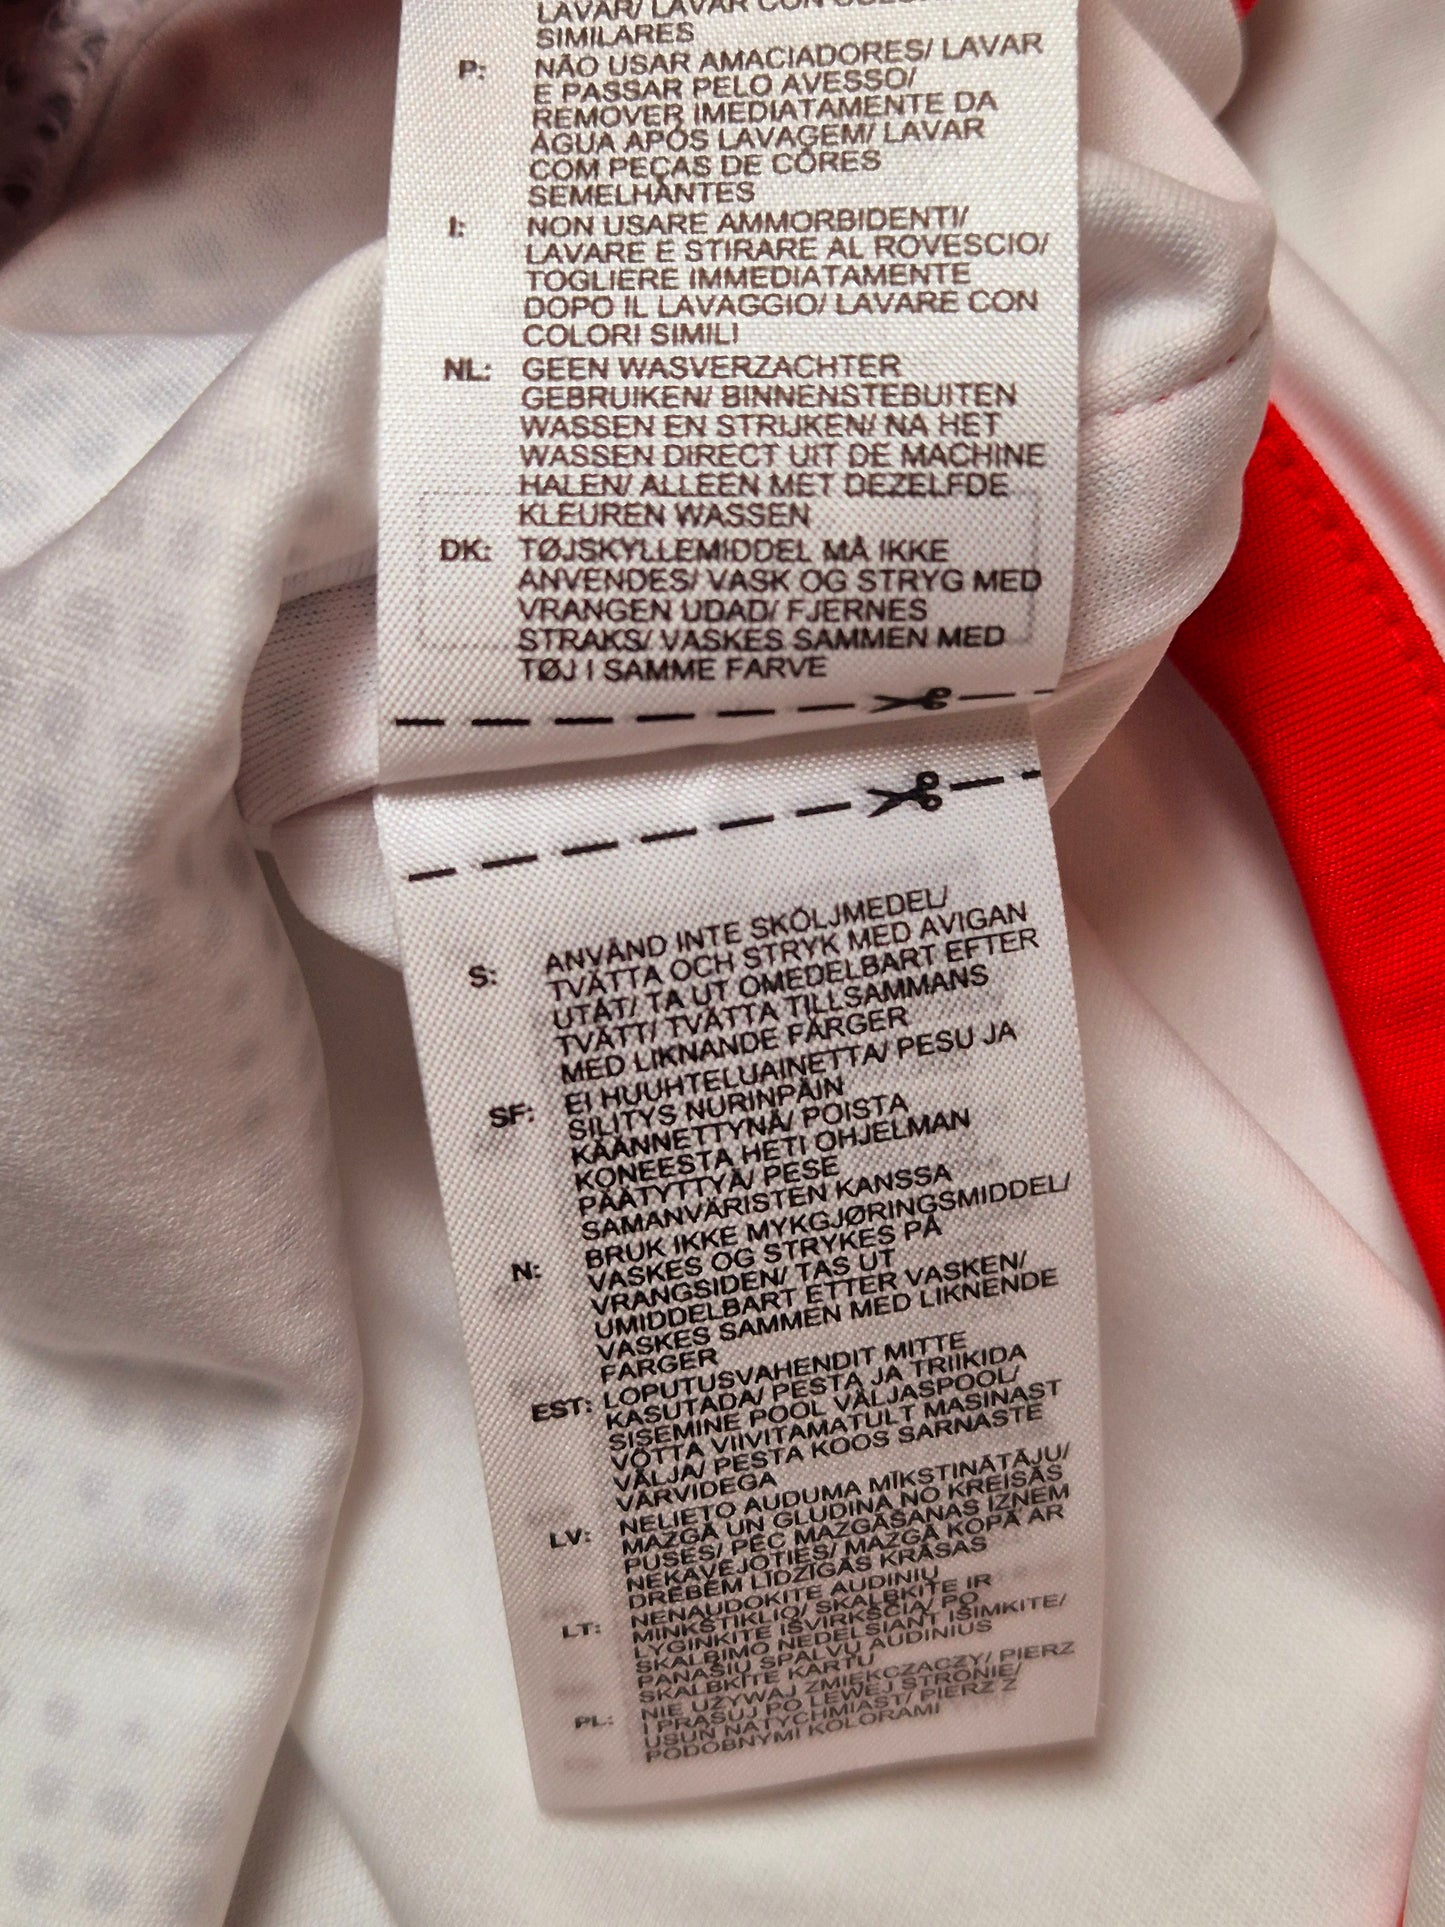 LAVAR/ LAVAR CON
SIMILARES
P: NÃO USAR AMACIADORES/ LAVAR
E PASSAR PELO AVESSO/
REMOVER IMEDIATAMENTE DA
ÁGUA APÓS LAVAGEM/ LAVAR
COM PEÇAS DE CÔRES
SEMELHANTES
I: NON USARE AMMORBIDENTI/
LAVARE E STIRARE AL ROVESCIO/
TOGLIERE IMMEDIATAMENTE
DOPO IL LAVAGGIO/ LAVARE CON
COLORI SIMILI
NL: GEEN WASVERZACHTER
GEBRUIKEN/ BINNENSTEBUITEN
WASSEN EN STRIJKEN/ NA HET
WASSEN DIRECT UIT DE MACHINE
HALEN/ ALLEEN MET DEZELFDE
KLEUREN WASSEN
DK: TØJSKYLLEMIDDEL MÅ IKKE
ANVENDES/ VASK OG STRYG MED
VRANGEN UDAD/ FJERNES
STRAKS/ VASKES SAMMEN MED
TØJ I SAMME FARVE
S: ANVÄND INTE SKÖLJMEDEL/
TVÄTTA OCH STRYK MED AVIGAN
UTÅT/ TA UT OMEDELBART EFTER
TVÄTT/ TVÄTTA TILLSAMMANS
MED LIKNANDE FÄRGER
SF: EI HUUHTELUAINETTA/ PESU JA
SILITYS NURINPÄIN
KÄÄNNETTYNÄ/ POISTA
KONEESTA HETI OHJELMAN
PÄÄTYTTYÄ/ PESE
SAMANVÄRISTEN KANSSA
N: BRUK IKKE MYKGJØRINGSMIDDEL/
VASKES OG STRYKES PÅ
VRANGSIDEN/ TAS UT
UMIDDELBART ETTER VASKEN/
VASKES SAMMEN MED LIKNENDE
FARGER
EST: LOPUTUSVAHENDIT MITTE
KASUTADA/ PESTA JA TRIIKIDA
SISEMINE POOL VÄLJASPOOL/
VÕTTA VIIVITAMATULT MASINAST
VÄLJA/ PESTA KOOS SARNASTE
VÄRVIDEGA
LV: NELIETO AUDUMA MĪKSTINĀTĀJU/
MAZGĀ UN GLUDINA NO KREISĀS
PUSES/ PĒC MAZGĀŠANAS IZŅEM
NEKAVĒJOTIES/ MAZGĀ KOPĀ AR
DRĒBĒM LĪDZĪGĀS KRĀSĀS
LT: NENAUDOKITE AUDINIŲ
MINKŠTIKLIO/ SKALBKITE IR
LYGINKITE IŠVIRKŠČIA/ PO
SKALBIMO NEDELSIANT IŠIMKITE/
PANAŠIŲ SPALVŲ AUDINIUS
SKALBKITE KARTU
PL: NIE UŻYWAJ ZMIĘKCZACZY/ PIERZ
I PRASUJ PO LEWEJ STRONIE/
USUŃ NATYCHMIAST/ PIERZ Z
PODOBNYMI KOLORAMI